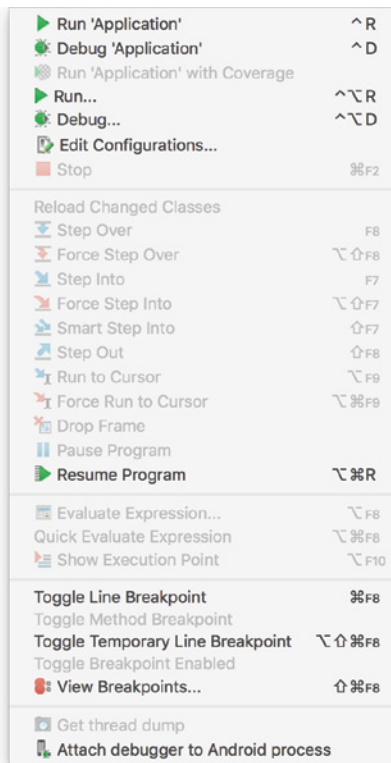 Run 'Application' ^ R
Debug 'Application' ^ D
Run 'Application' with Coverage
Run... ^⌥ R
Debug... ^⌥ D
Edit Configurations...
Stop ⌘F2
Reload Changed Classes
Step Over F8
Force Step Over ⌥⇧F8
Step Into F7
Force Step Into ⌥⇧F7
Smart Step Into ⇧F7
Step Out ⇧F8
Run to Cursor ⌥F9
Force Run to Cursor ⌥⌘F9
Drop Frame
Pause Program
Resume Program ⌥⌘R
Evaluate Expression... ⌥F8
Quick Evaluate Expression ⌥⌘F8
Show Execution Point ⌥F10
Toggle Line Breakpoint ⌘F8
Toggle Method Breakpoint
Toggle Temporary Line Breakpoint ⌥⇧⌘F8
Toggle Breakpoint Enabled
View Breakpoints... ⇧⌘F8
Get thread dump
Attach debugger to Android process